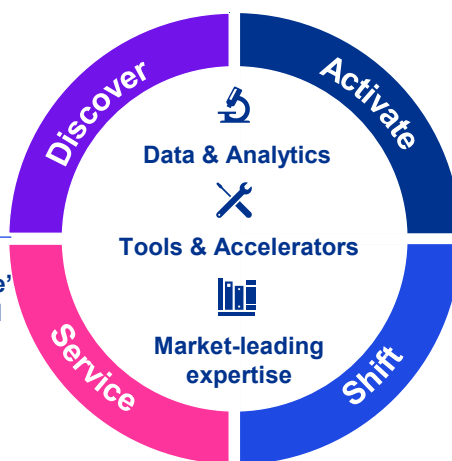 Discover
Activate
Data & Analytics
Tools & Accelerators
Market-leading
expertise
Service
Shift